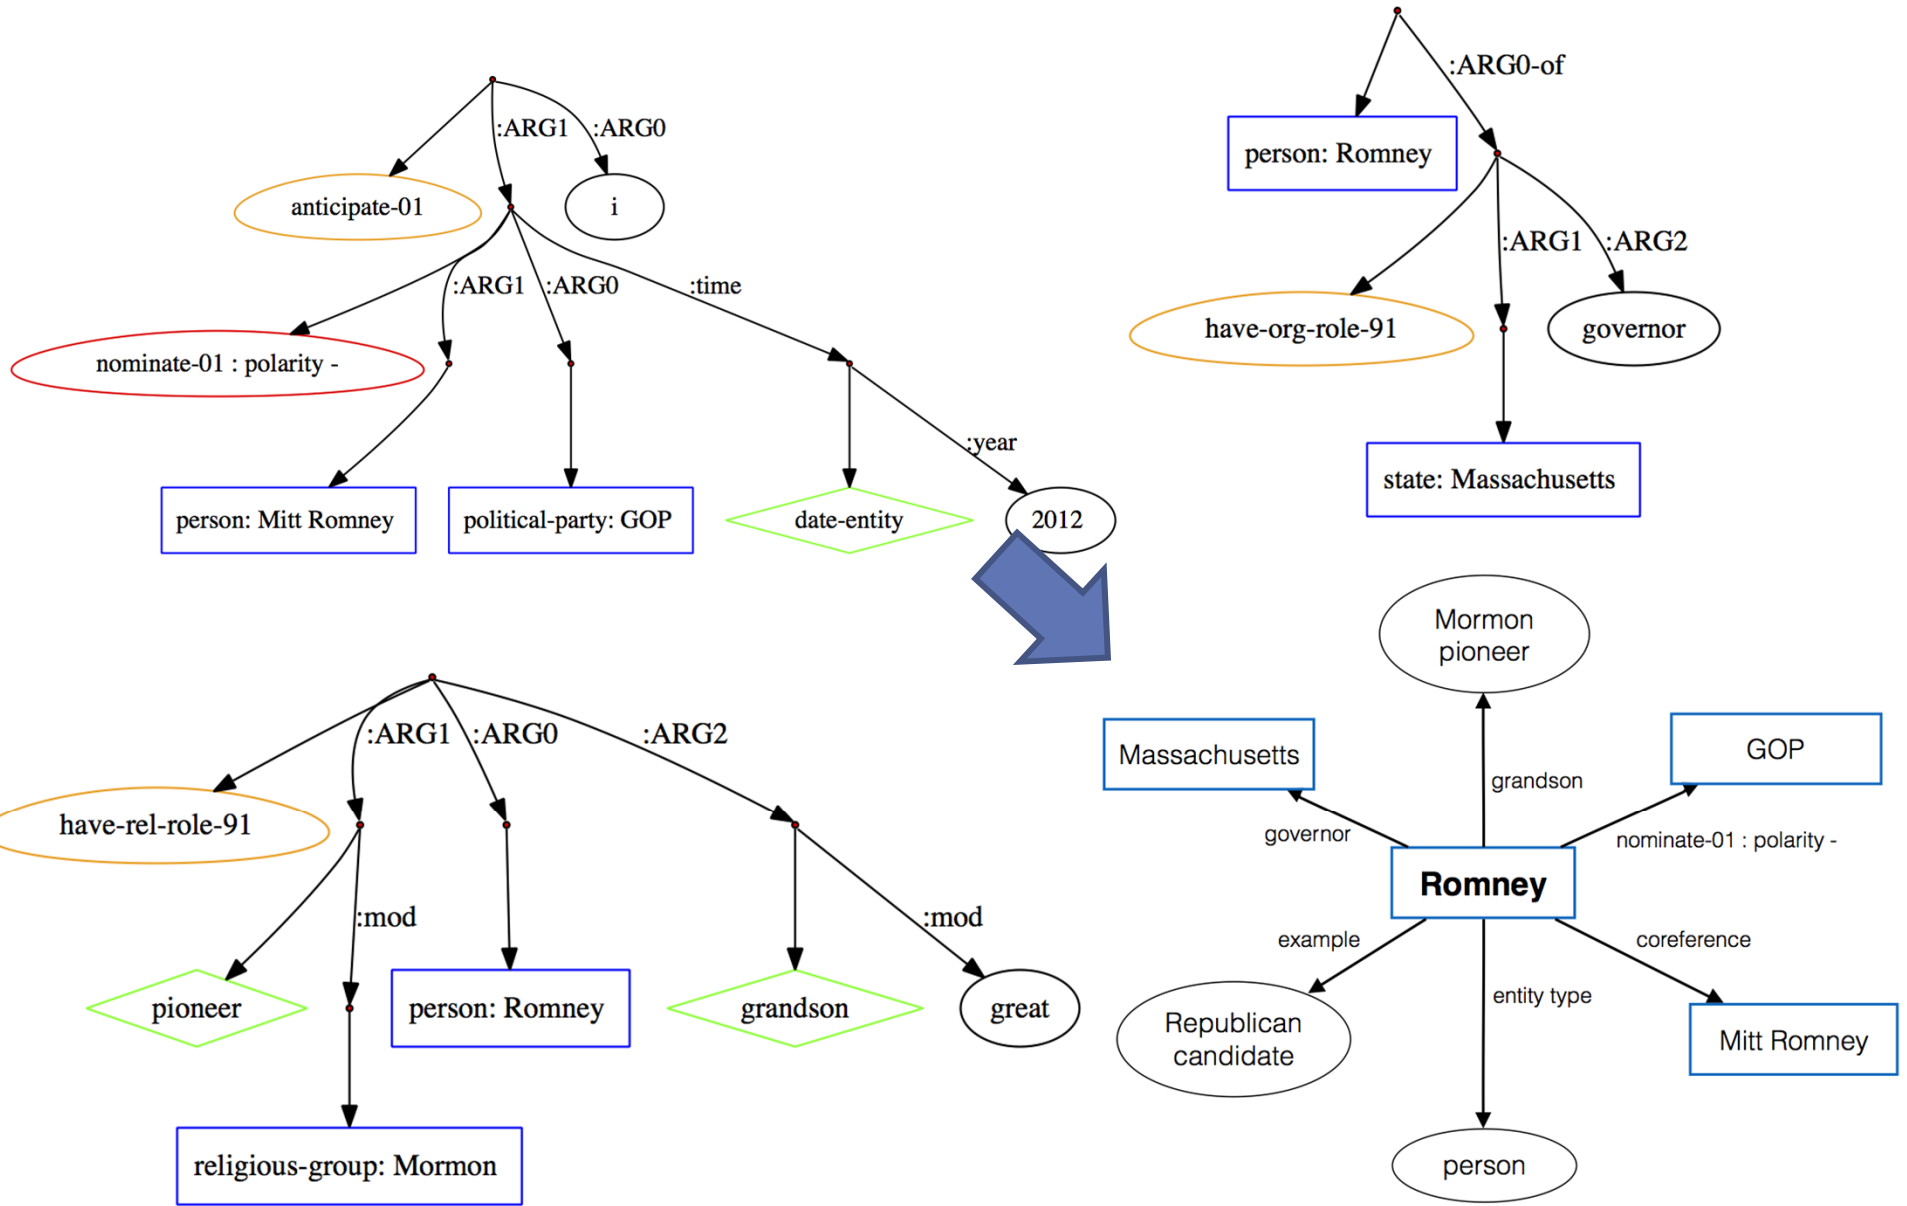 :ARG1
:ARG0
anticipate-01
i
:ARG1
:ARG0
:time
nominate-01 : polarity -
:year
person: Mitt Romney
political-party: GOP
date-entity
2012
:ARG0-of
person: Romney
:ARG1
:ARG2
have-org-role-91
governor
state: Massachusetts
:ARG1
:ARG0
:ARG2
have-rel-role-91
:mod
:mod
pioneer
person: Romney
grandson
great
religious-group: Mormon
Mormon
pioneer
Massachusetts
GOP
grandson
governor
nominate-01 : polarity -
Romney
example
coreference
entity type
Republican
candidate
Mitt Romney
person